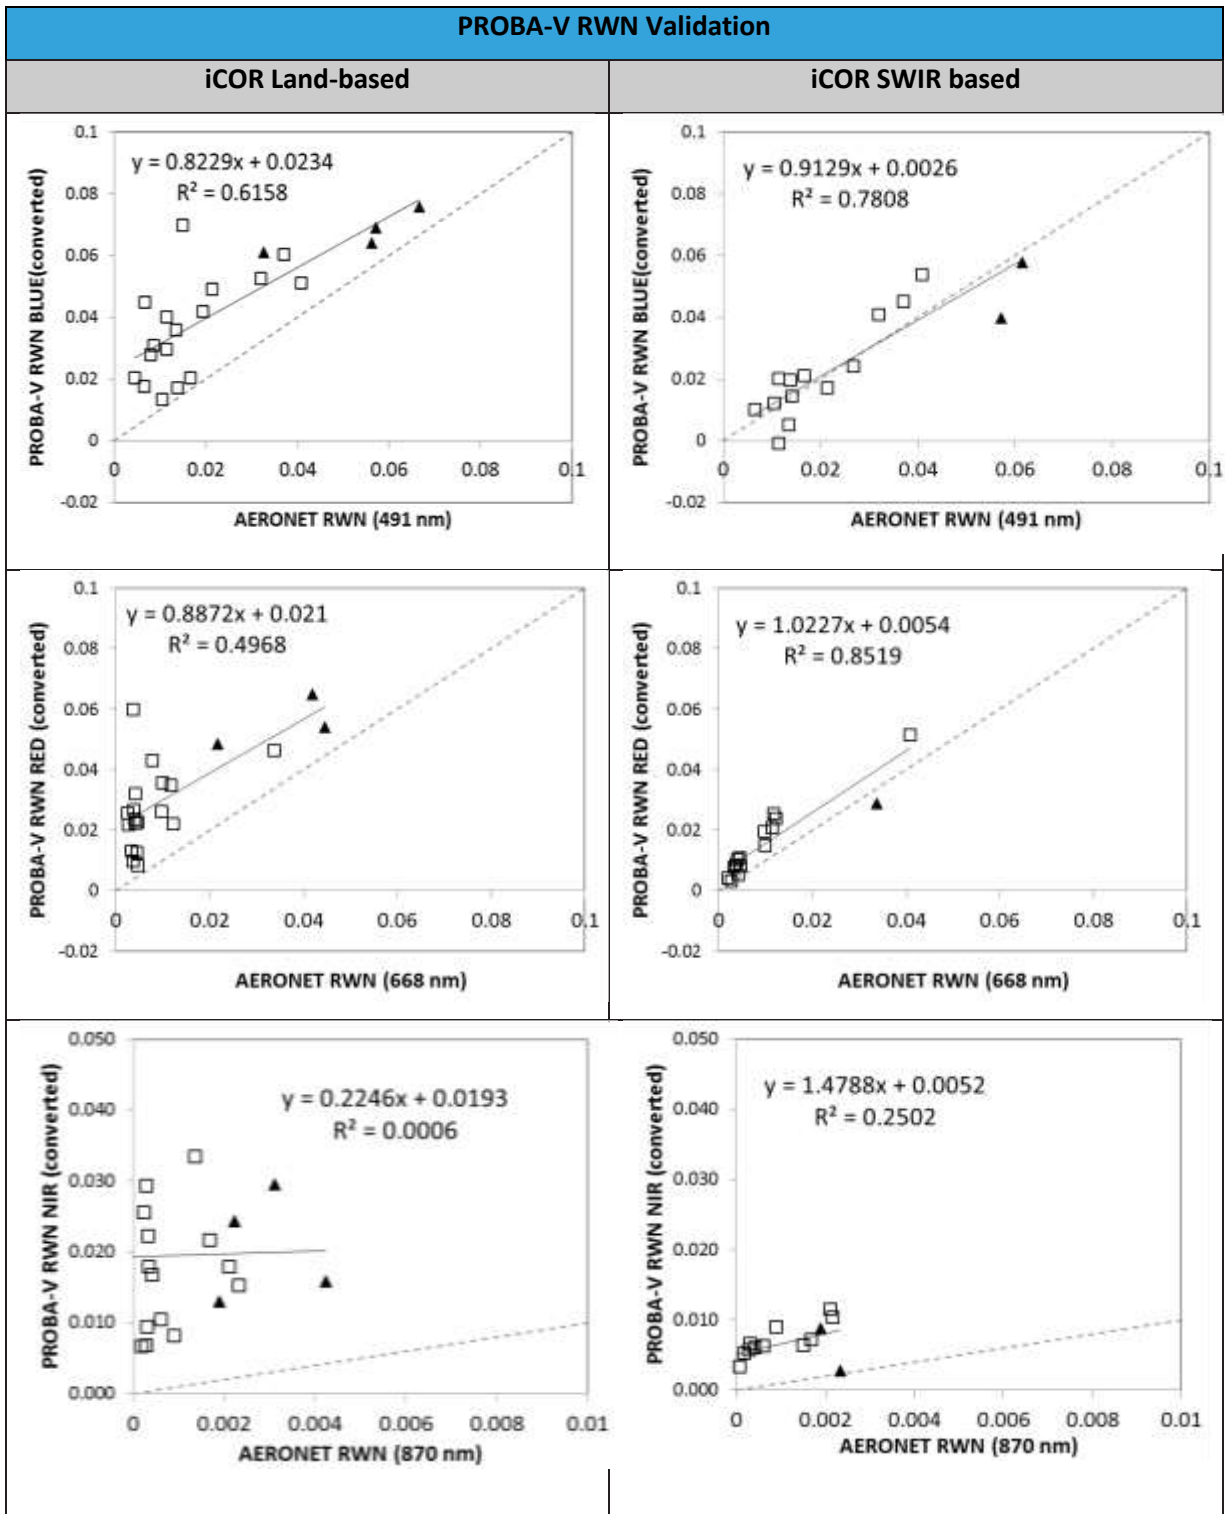 PROBA-V RWN Validation
iCOR Land-based
iCOR SWIR based
0.1
0.08
0.06
0.04
0.02
0
-0.02
PROBA-V RWN BLUE(converted)
y = 0.8229x + 0.0234
R² = 0.6158
0
0.02
0.04
0.06
0.08
0.1
AERONET RWN (491 nm)
0.1
0.08
0.06
0.04
0.02
0
-0.02
PROBA-V RWN BLUE(converted)
y = 0.9129x + 0.0026
R² = 0.7808
0
0.02
0.04
0.06
0.08
0.1
AERONET RWN (491 nm)
0.1
0.08
0.06
0.04
0.02
0
-0.02
PROBA-V RWN RED (converted)
y = 0.8872x + 0.021
R² = 0.4968
0
0.02
0.04
0.06
0.08
0.1
AERONET RWN (668 nm)
0.1
0.08
0.06
0.04
0.02
0
-0.02
PROBA-V RWN RED (converted)
y = 1.0227x + 0.0054
R² = 0.8519
0
0.02
0.04
0.06
0.08
0.1
AERONET RWN (668 nm)
0.050
0.040
0.030
0.020
0.010
0.000
PROBA-V RWN NIR (converted)
y = 0.2246x + 0.0193
R² = 0.0006
0
0.002
0.004
0.006
0.008
0.01
AERONET RWN (870 nm)
0.050
0.040
0.030
0.020
0.010
0.000
PROBA-V RWN NIR (converted)
y = 1.4788x + 0.0052
R² = 0.2502
0
0.002
0.004
0.006
0.008
0.01
AERONET RWN (870 nm)